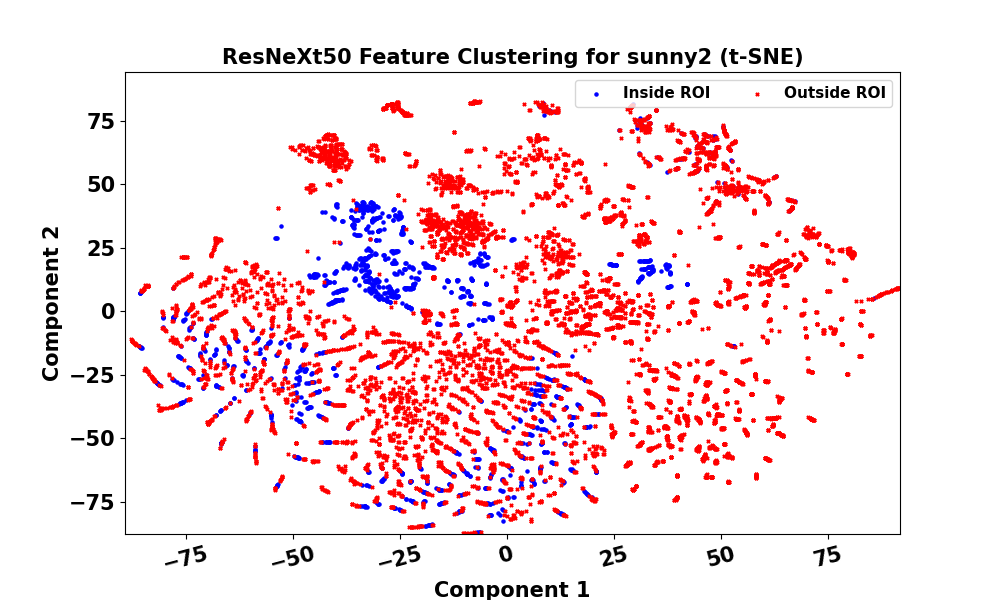 ResNeXt50 Feature Clustering for sunny2 (t-SNE)
Inside ROI Outside ROI
75
50
25
0
−25
−50
−75
Component 2
−75 −50 −25 0 25 50 75
Component 1